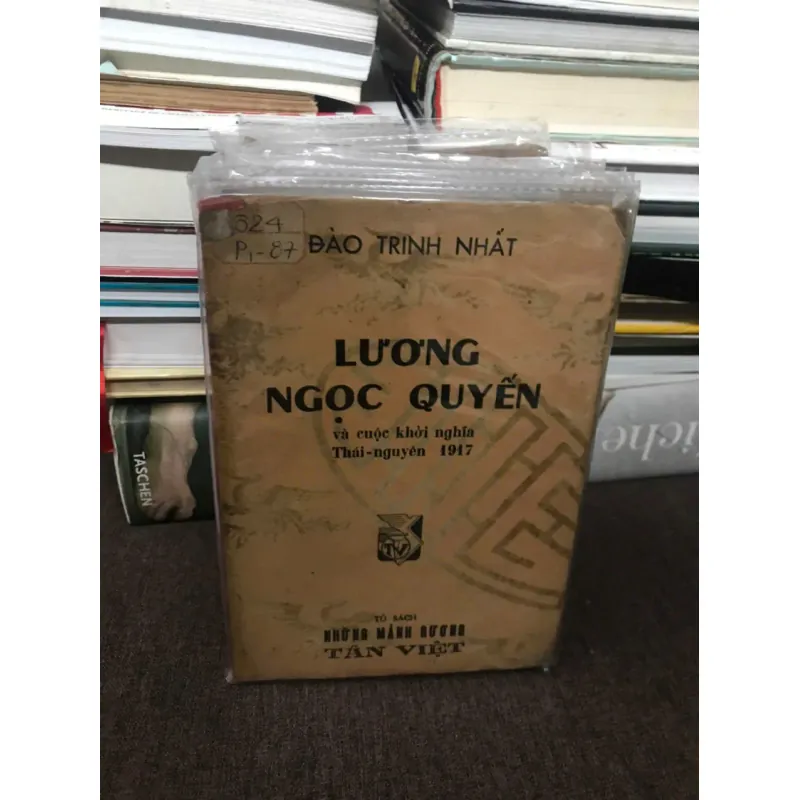 324
P1-87
ĐÀO TRINH NHẤT
LƯƠNG
NGỌC QUYẾN
và cuộc khởi nghĩa
Thái-nguyên 1917
TV
TỦ SÁCH
NHỮNG MẢNH GƯƠNG
TÂN VIỆT
TASCHEN